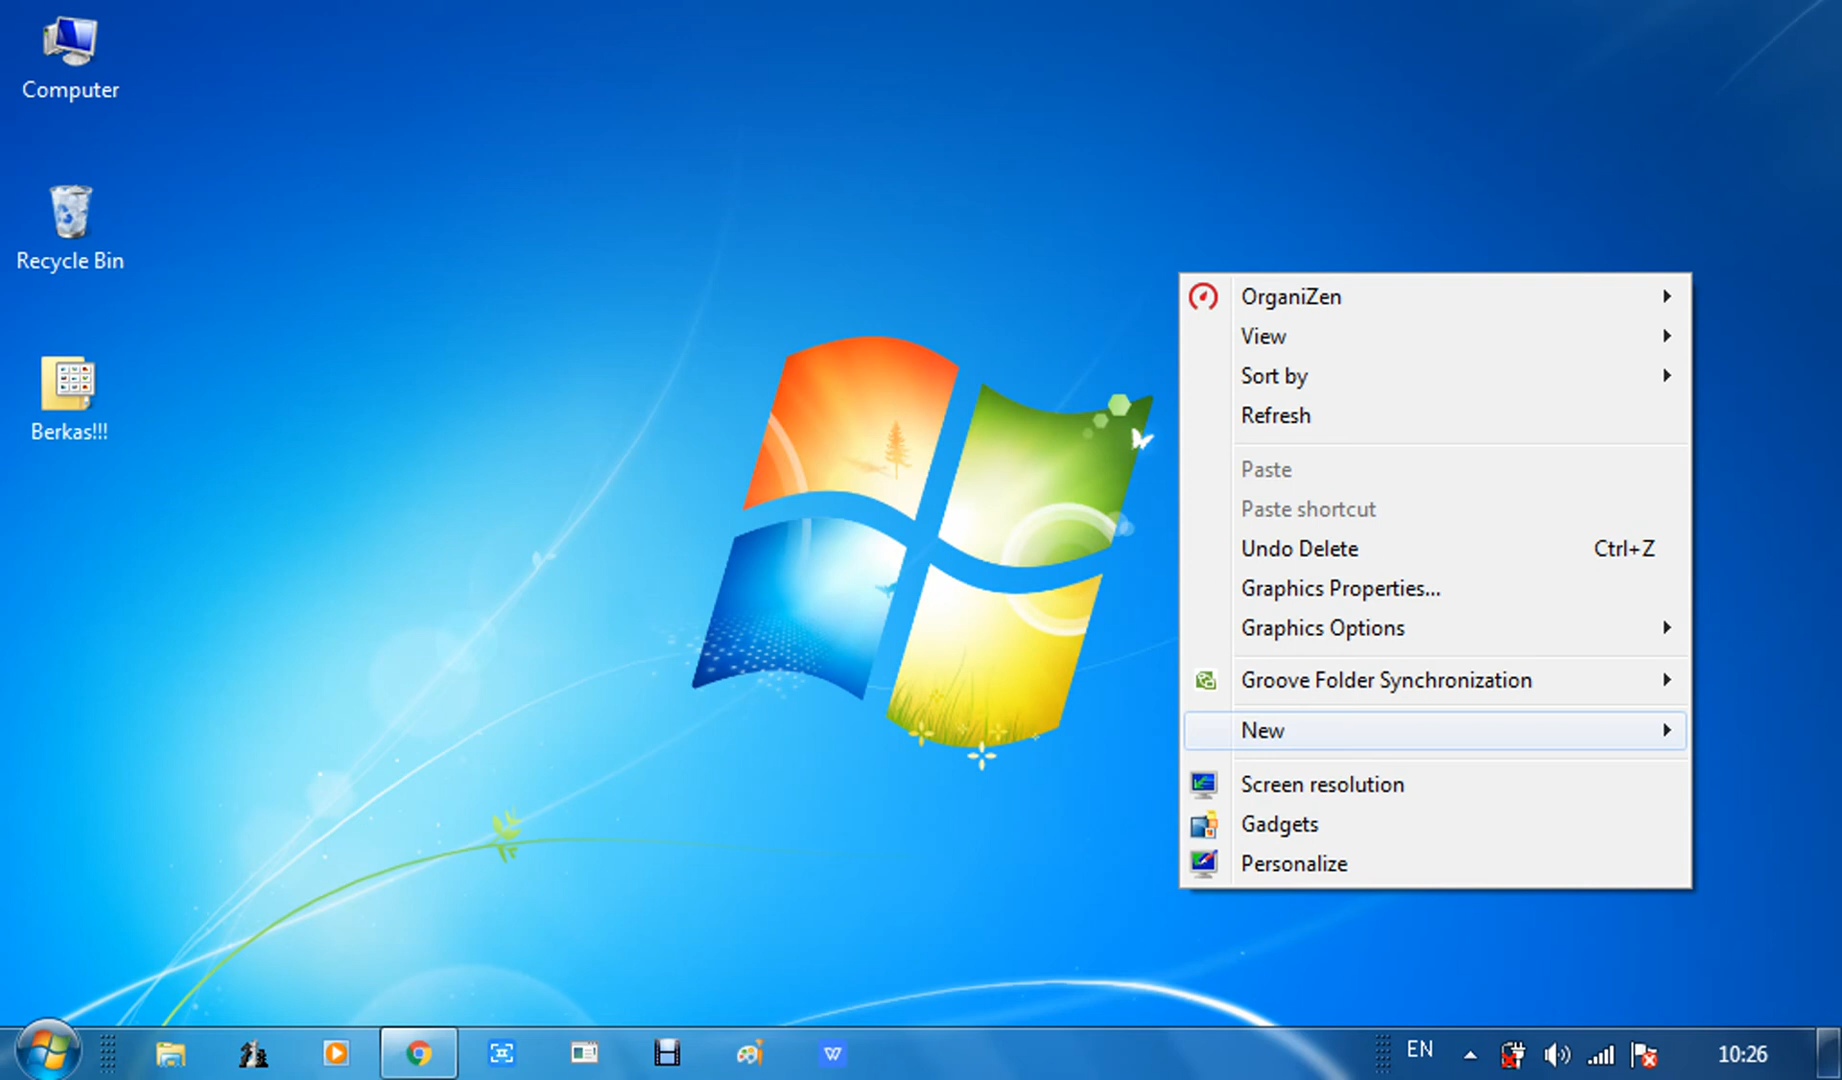 Computer
Recycle Bin
Berkas!!!
OrganiZen
View
Sort by
Refresh
Paste
Paste shortcut
Undo Delete Ctrl+Z
Graphics Properties...
Graphics Options
Groove Folder Synchronization
New
Screen resolution
Gadgets
Personalize
W
EN
10:26